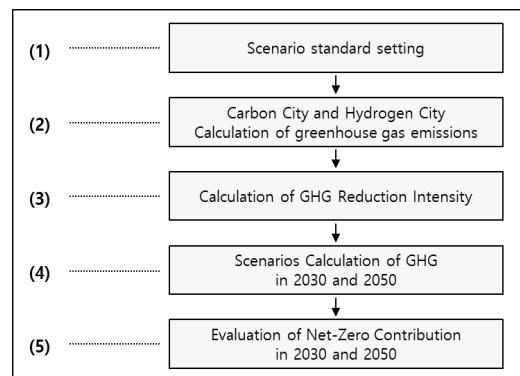 (1) Scenario standard setting
(2) Carbon City and Hydrogen City
Calculation of greenhouse gas emissions
(3) Calculation of GHG Reduction Intensity
(4) Scenarios Calculation of GHG
in 2030 and 2050
(5) Evaluation of Net-Zero Contribution
in 2030 and 2050